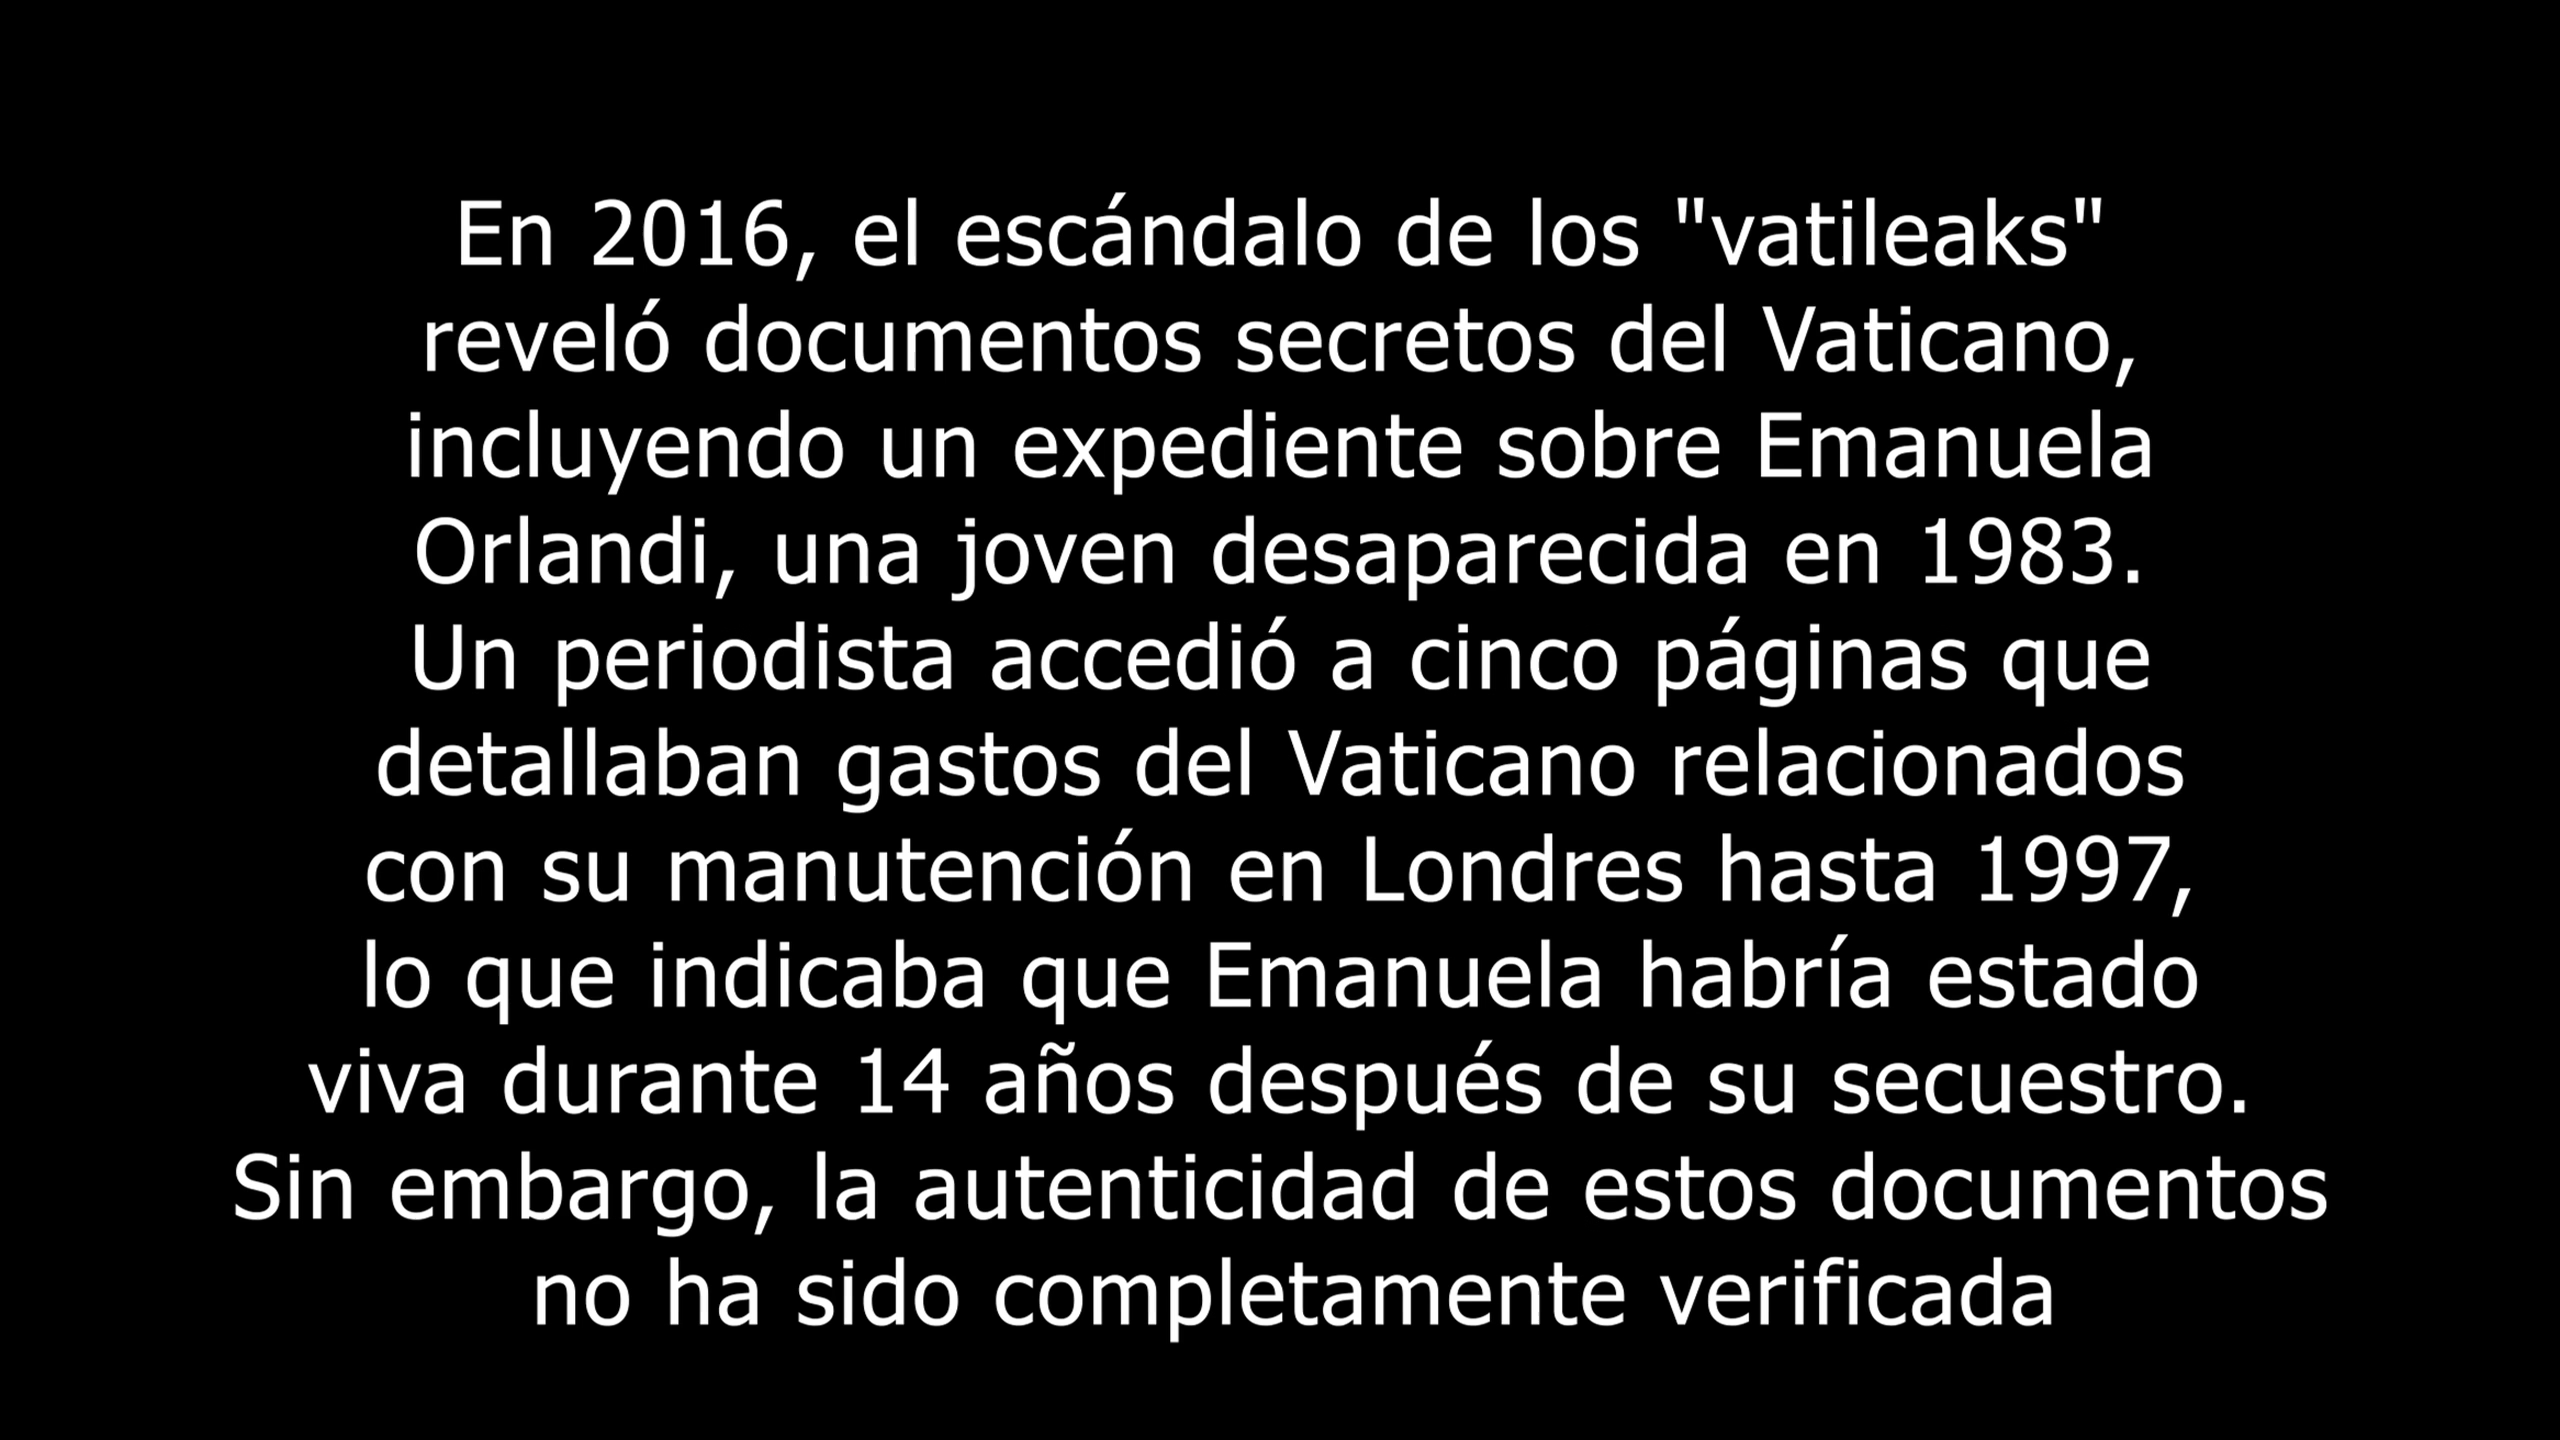 En 2016, el escándalo de los "vatileaks"
reveló documentos secretos del Vaticano,
incluyendo un expediente sobre Emanuela
Orlandi, una joven desaparecida en 1983.
Un periodista accedió a cinco páginas que
detallaban gastos del Vaticano relacionados
con su manutención en Londres hasta 1997,
lo que indicaba que Emanuela habría estado
viva durante 14 años después de su secuestro.
Sin embargo, la autenticidad de estos documentos
no ha sido completamente verificada